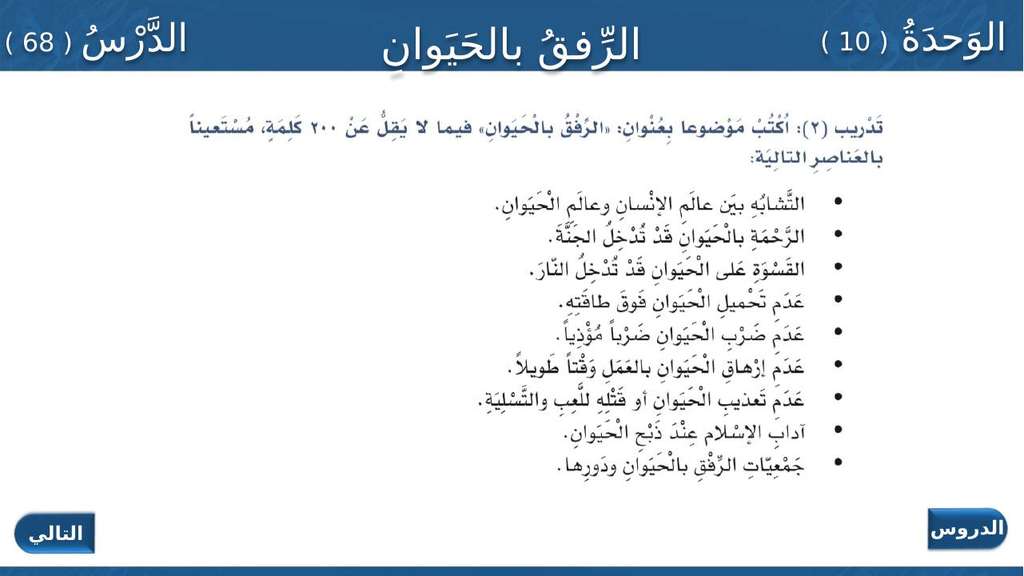 الوَحدَةُ ( 10 )
الرِّفقُ بالحَيَوانِ
الدَّرْسُ ( 68 )
تَدْريب (٢): اُكْتُبْ مَوْضوعا بِعُنْوانِ: «الرِّفْقُ بالْحَيَوانِ» فيما لا يَقِلُّ عَنْ ٢٠٠ كَلِمَةٍ، مُسْتَعيناً
بالعَناصِرِ التالِيَة:
• التَّشابُهِ بيَن عالَمِ الإنْسانِ وعالَمِ الْحَيَوانِ.
• الرَّحْمَةِ بالْحَيَوانِ قَدْ تُدْخِلُ الجَنَّةَ.
• القَسْوَةِ عَلى الْحَيَوانِ قَدْ تُدْخِلُ النّارَ.
• عَدَمِ تَحْميلِ الْحَيَوانِ فَوقَ طاقَتِهِ.
• عَدَمِ ضَرْبِ الْحَيَوانِ ضَرْباً مُؤْذِياً.
• عَدَمِ إرْهاقِ الْحَيَوانِ بالعَمَلِ وَقْتاً طَويلاً.
• عَدَمِ تَعذيبِ الْحَيَوانِ أو قَتْلِهِ للَّعِبِ والتَّسْلِيَةِ.
• آدابِ الإسْلام عِنْدَ ذَبْحِ الْحَيَوانِ.
• جَمْعِيّاتِ الرِّفْقِ بالْحَيَوانِ ودَورِها.
الدروس
التالي